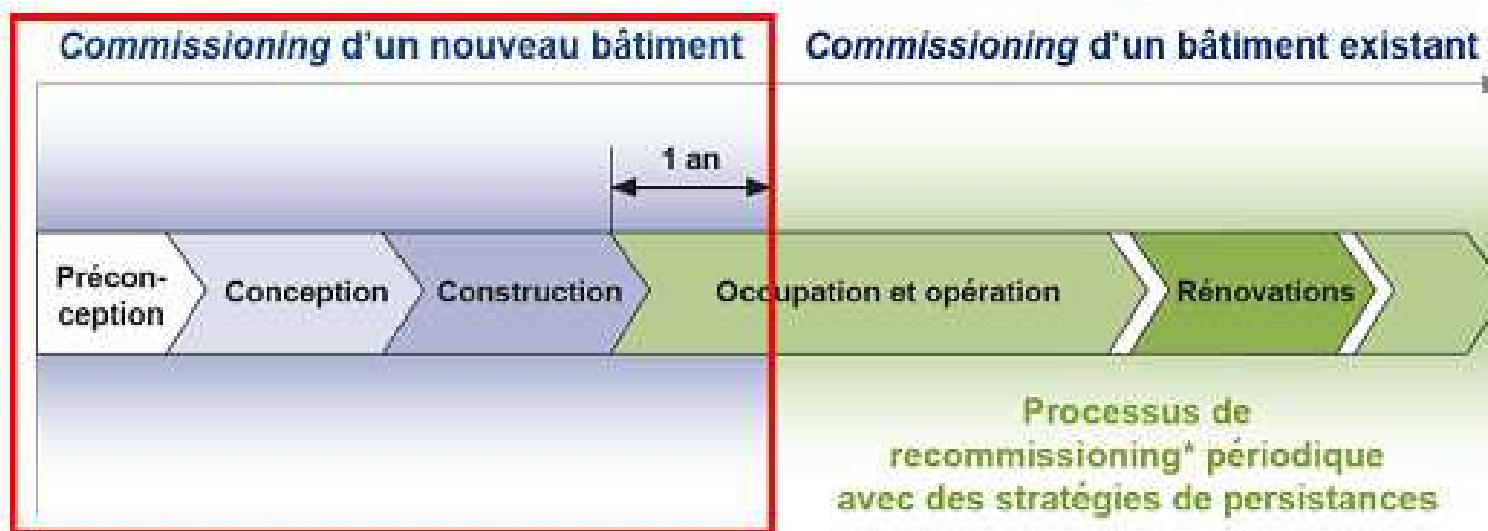 Commissioning d'un nouveau bâtiment
Commissioning d'un bâtiment existant
1 an
Précon-
ception
Conception
Construction
Occupation et opération
Rénovations
Processus de
recommissioning* périodique
avec des stratégies de persistances